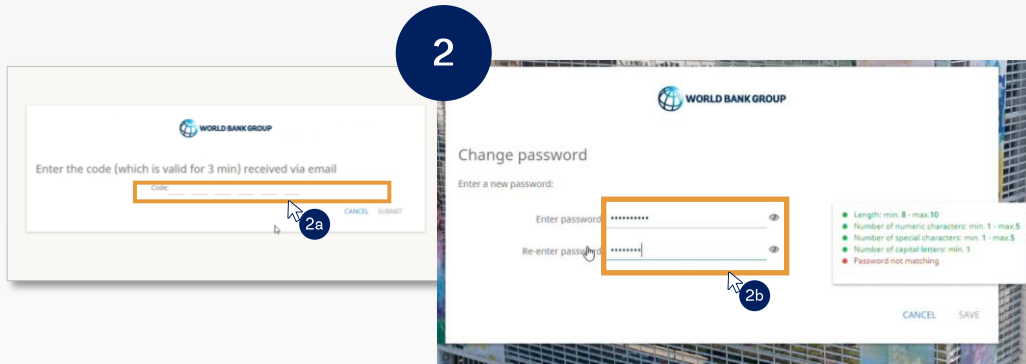 2
WORLD BANK GROUP
Enter the code (which is valid for 3 min) received via email
Code:
CANCEL SUBMIT
2a
WORLD BANK GROUP
Change password
Enter a new password:
Enter password
Re-enter password
Length: min. 8 - max.10
Number of numeric characters: min. 1 - max.5
Number of special characters: min. 1 - max.5
Number of capital letters: min. 1
Password not matching
2b
CANCEL SAVE